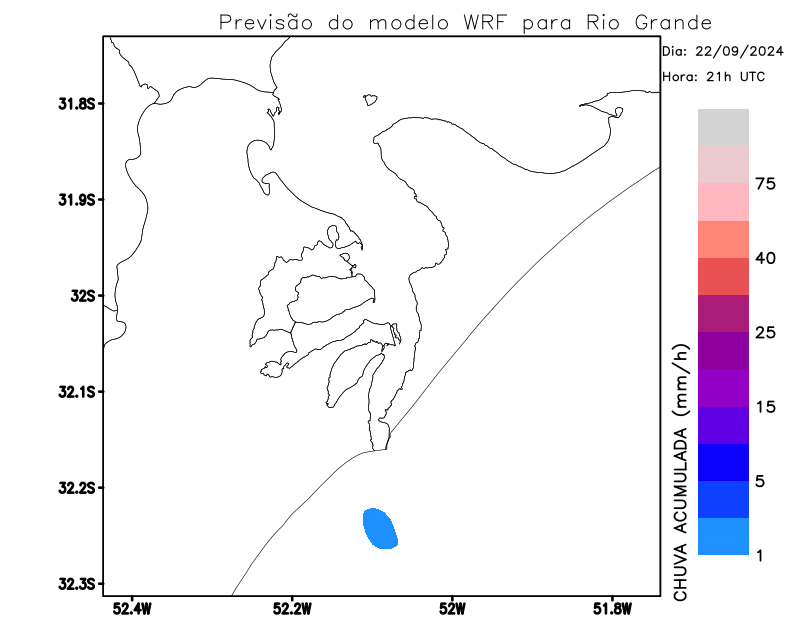 Previsão do modelo WRF para Rio Grande
Dia: 22/09/2024
Hora: 21h UTC
31.8S
31.9S
32S
32.1S
32.2S
32.3S
52.4W
52.2W
52W
51.8W
75
40
25
15
5
1
CHUVA ACUMULADA (mm/h)